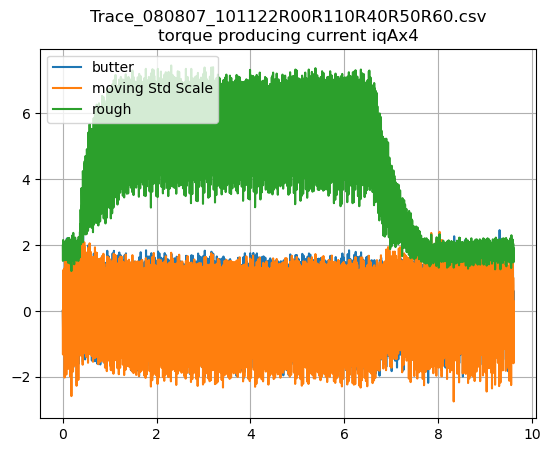 Trace_080807_101122R00R110R40R50R60.csv
torque producing current iqAx4
butter
moving Std Scale
rough
6
4
2
0
−2
0
2
4
6
8
10